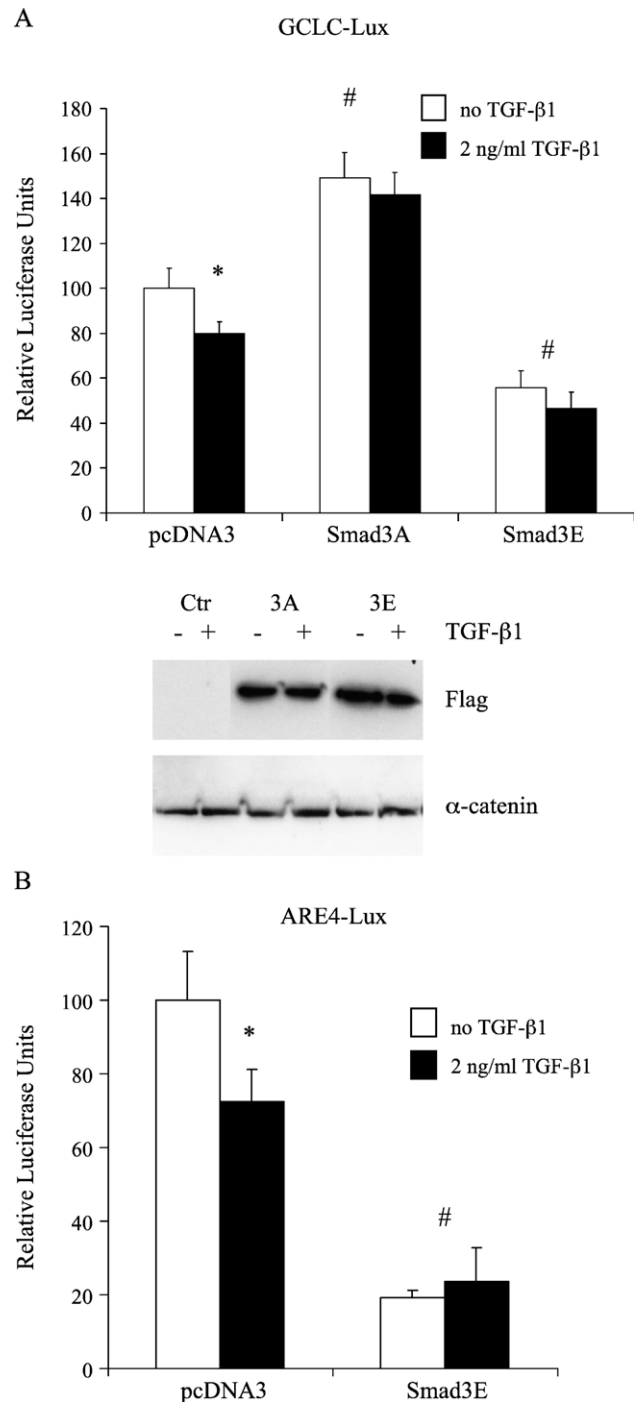 A
GCLC-Lux
no TGF-β1
2 ng/ml TGF-β1
Relative Luciferase Units
180
160
140
120
100
80
60
40
20
0
#
*
#
pcDNA3
Smad3A
Smad3E
Ctr 3A 3E
- + - + - + TGF-β1
Flag
α-catenin
B
ARE4-Lux
no TGF-β1
2 ng/ml TGF-β1
Relative Luciferase Units
120
100
80
60
40
20
0
*
#
pcDNA3
Smad3E